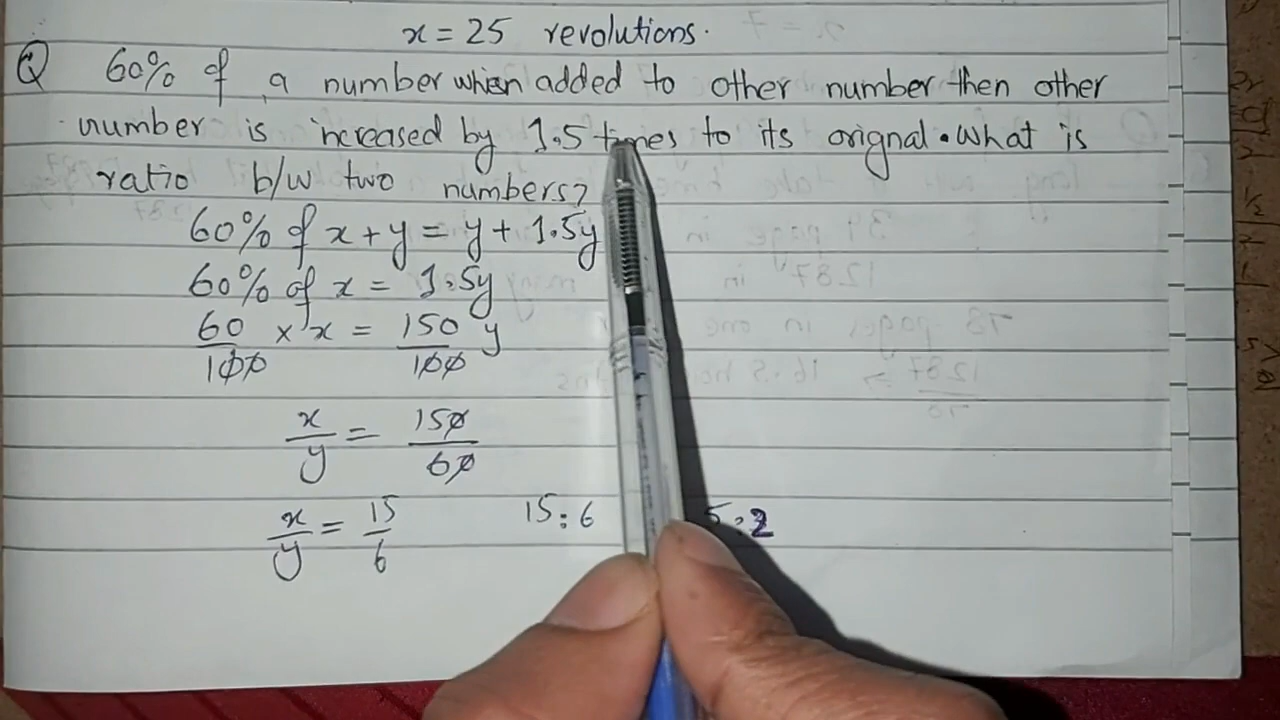 x = 25 revolutions.
Q 60% of a number when added to other number then other
number is increased by 1.5 times to its orignal. What is
ratio b/w two numbers?
60% of x + y = y + 1.5y
60% of x = 1.5y
60/100 × x = 150/100 y
x/y = 150/60
x/y = 15/6 15:6 5:2